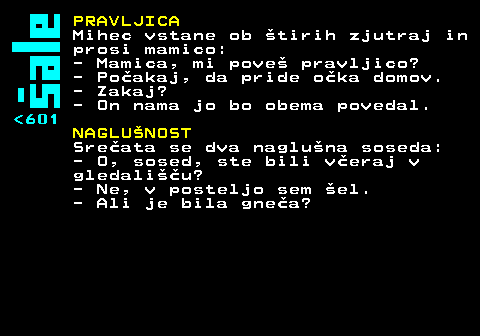 Šale
<601
PRAVLJICA
Mihec vstane ob štirih zjutraj in
prosi mamico:
- Mamica, mi poveš pravljico?
- Počakaj, da pride očka domov.
- Zakaj?
- On nama jo bo obema povedal.
NAGLUŠNOST
Srečata se dva naglušna soseda:
- O, sosed, ste bili včeraj v
gledališču?
- Ne, v posteljo sem šel.
- Ali je bila gneča?